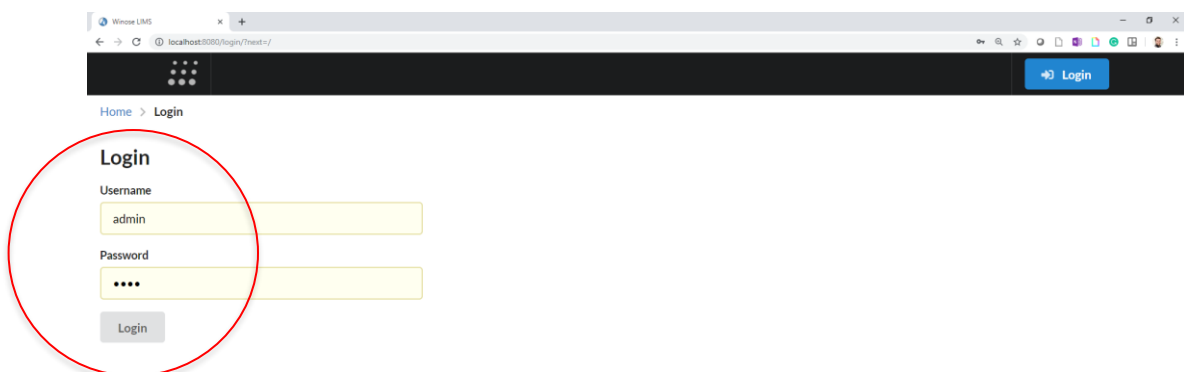 Winose LIMS
localhost:8080/login/?next=/
Login
Home > Login
Login
Username
admin
Password
••••
Login